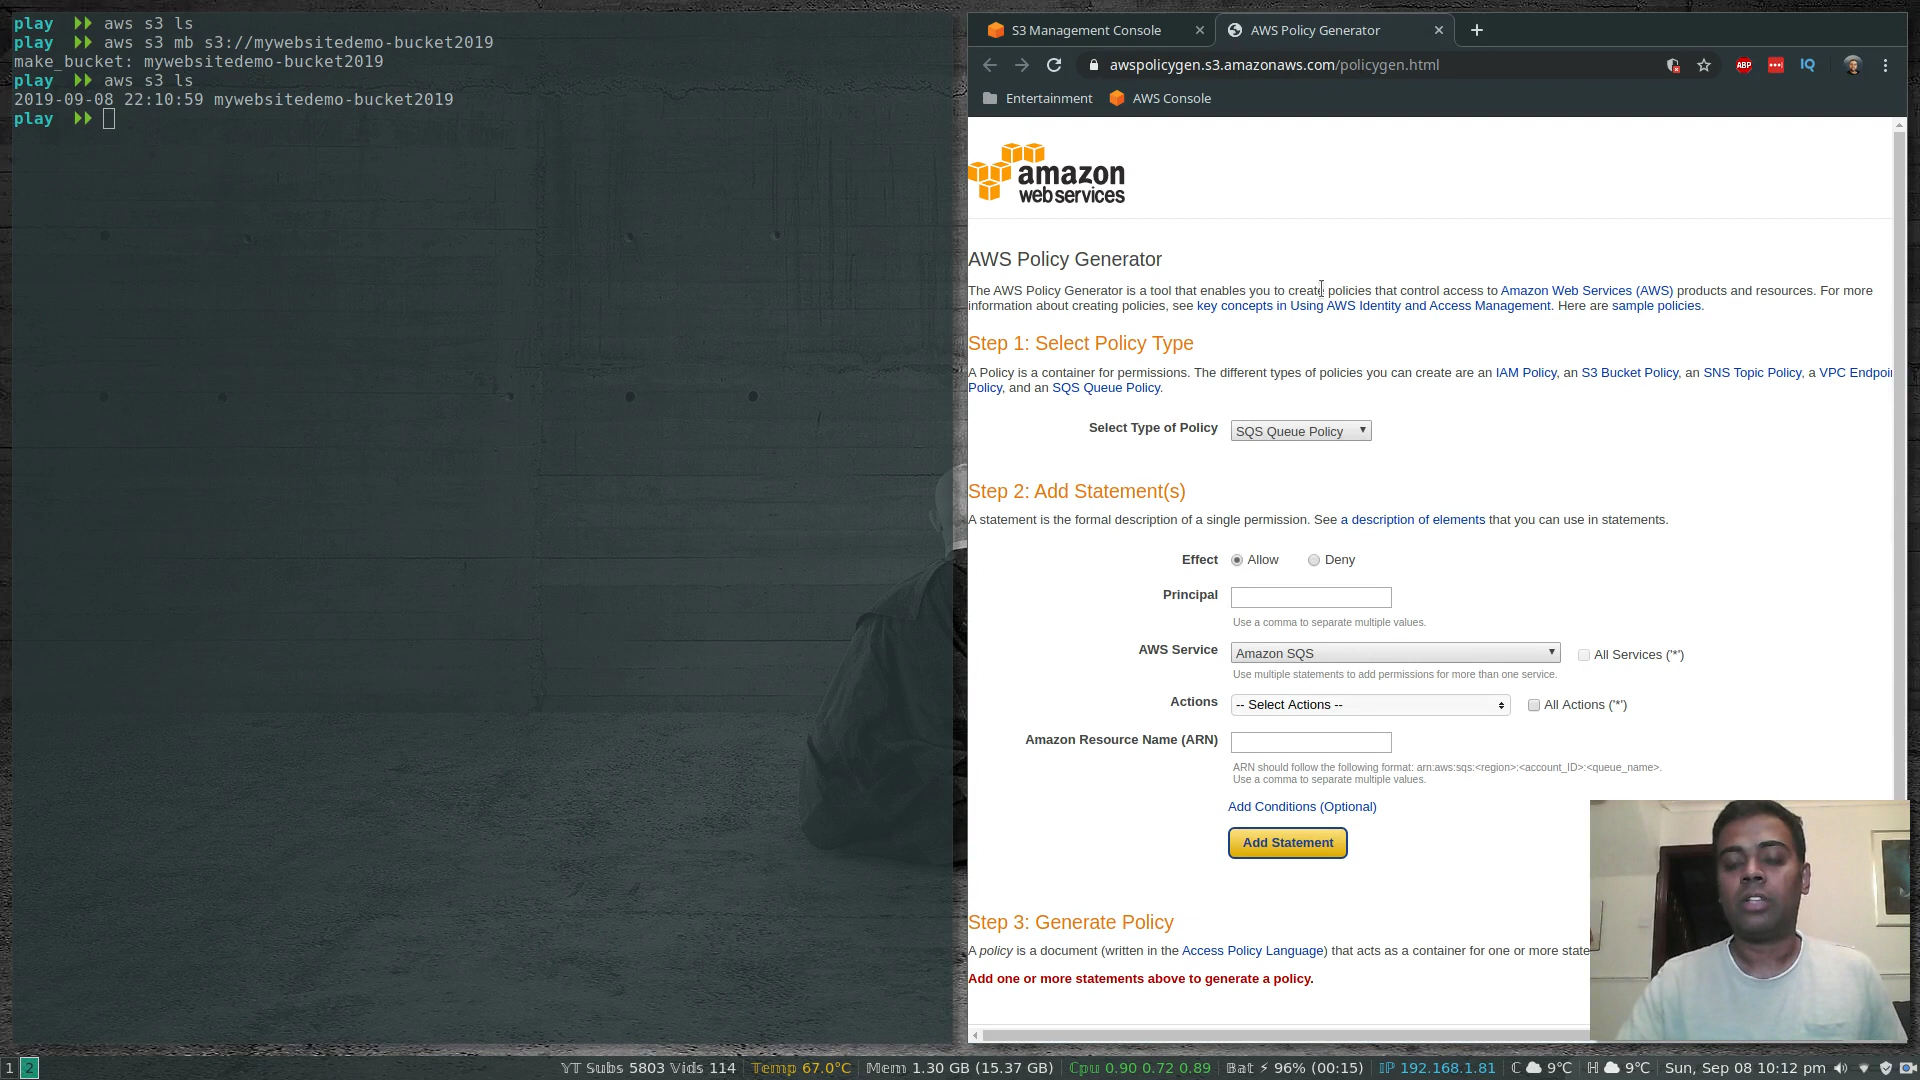 play aws s3 ls
play aws s3 mb s3://mywebsitedemo-bucket2019
make_bucket: mywebsitedemo-bucket2019
play aws s3 ls
2019-09-08 22:10:59 mywebsitedemo-bucket2019
play
S3 Management Console
AWS Policy Generator
awspolicygen.s3.amazonaws.com/policygen.html
ABP
IQ
Entertainment
AWS Console
amazon
web services
AWS Policy Generator
The AWS Policy Generator is a tool that enables you to create policies that control access to Amazon Web Services (AWS) products and resources. For more
information about creating policies, see key concepts in Using AWS Identity and Access Management. Here are sample policies.
Step 1: Select Policy Type
A Policy is a container for permissions. The different types of policies you can create are an IAM Policy, an S3 Bucket Policy, an SNS Topic Policy, a VPC Endpoi
Policy, and an SQS Queue Policy.
Select Type of Policy SQS Queue Policy
Step 2: Add Statement(s)
A statement is the formal description of a single permission. See a description of elements that you can use in statements.
Effect Allow Deny
Principal
Use a comma to separate multiple values.
AWS Service Amazon SQS All Services ('*')
Use multiple statements to add permissions for more than one service.
Actions -- Select Actions -- All Actions ('*')
Amazon Resource Name (ARN)
ARN should follow the following format: arn:aws:sqs:<region>:<account_ID>:<queue_name>.
Use a comma to separate multiple values.
Add Conditions (Optional)
Add Statement
Step 3: Generate Policy
A policy is a document (written in the Access Policy Language) that acts as a container for one or more state
Add one or more statements above to generate a policy.
1 2 YT Subs 5803 Vids 114 Temp 67.0°C Mem 1.30 GB (15.37 GB) Cpu 0.90 0.72 0.89 Bat ⚡ 96% (00:15) IP 192.168.1.81 C 9°C H 9°C Sun, Sep 08 10:12 pm